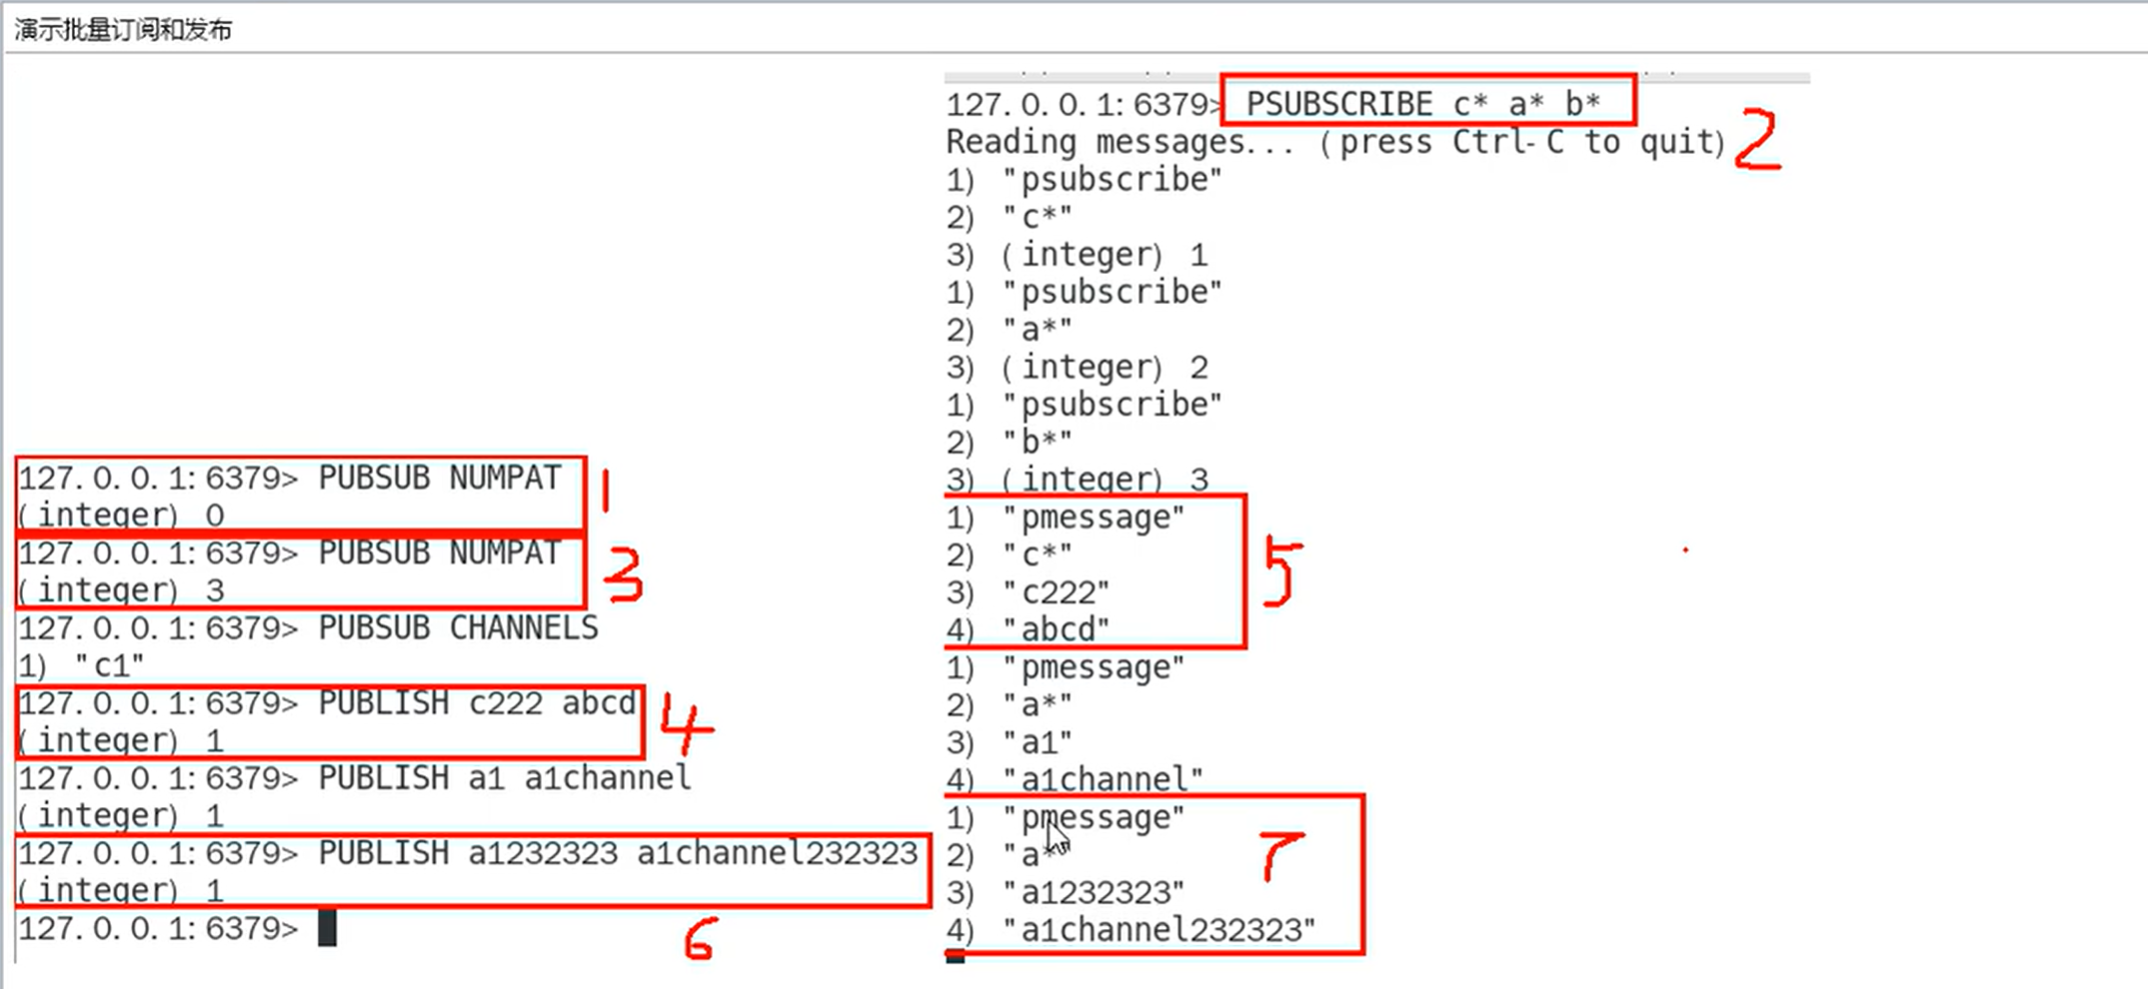 演示批量订阅和发布
127.0.0.1:6379> PUBSUB NUMPAT
(integer) 0
1
127.0.0.1:6379> PUBSUB NUMPAT
(integer) 3
3
127.0.0.1:6379> PUBSUB CHANNELS
1) "c1"
127.0.0.1:6379> PUBLISH c222 abcd
(integer) 1
4
127.0.0.1:6379> PUBLISH a1 a1channel
(integer) 1
127.0.0.1:6379> PUBLISH a1232323 a1channel232323
(integer) 1
6
127.0.0.1:6379>
127.0.0.1:6379> PSUBSCRIBE c* a* b*
2
Reading messages... (press Ctrl-C to quit)
1) "psubscribe"
2) "c*"
3) (integer) 1
1) "psubscribe"
2) "a*"
3) (integer) 2
1) "psubscribe"
2) "b*"
3) (integer) 3
1) "pmessage"
2) "c*"
3) "c222"
4) "abcd"
5
1) "pmessage"
2) "a*"
3) "a1"
4) "a1channel"
1) "pmessage"
2) "a*"
3) "a1232323"
4) "a1channel232323"
7